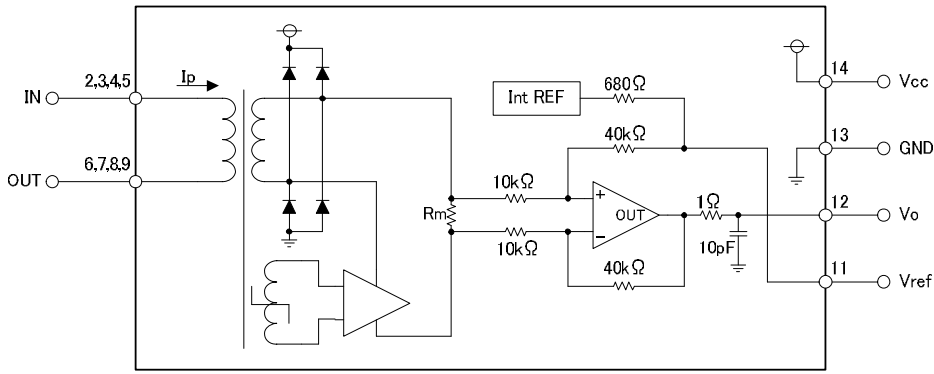 2,3,4,5
Ip
IN
6,7,8,9
OUT
Int REF
680Ω
40kΩ
10kΩ
Rm
10kΩ
+
OUT
−
40kΩ
1Ω
10pF
14
Vcc
13
GND
12
Vo
11
Vref